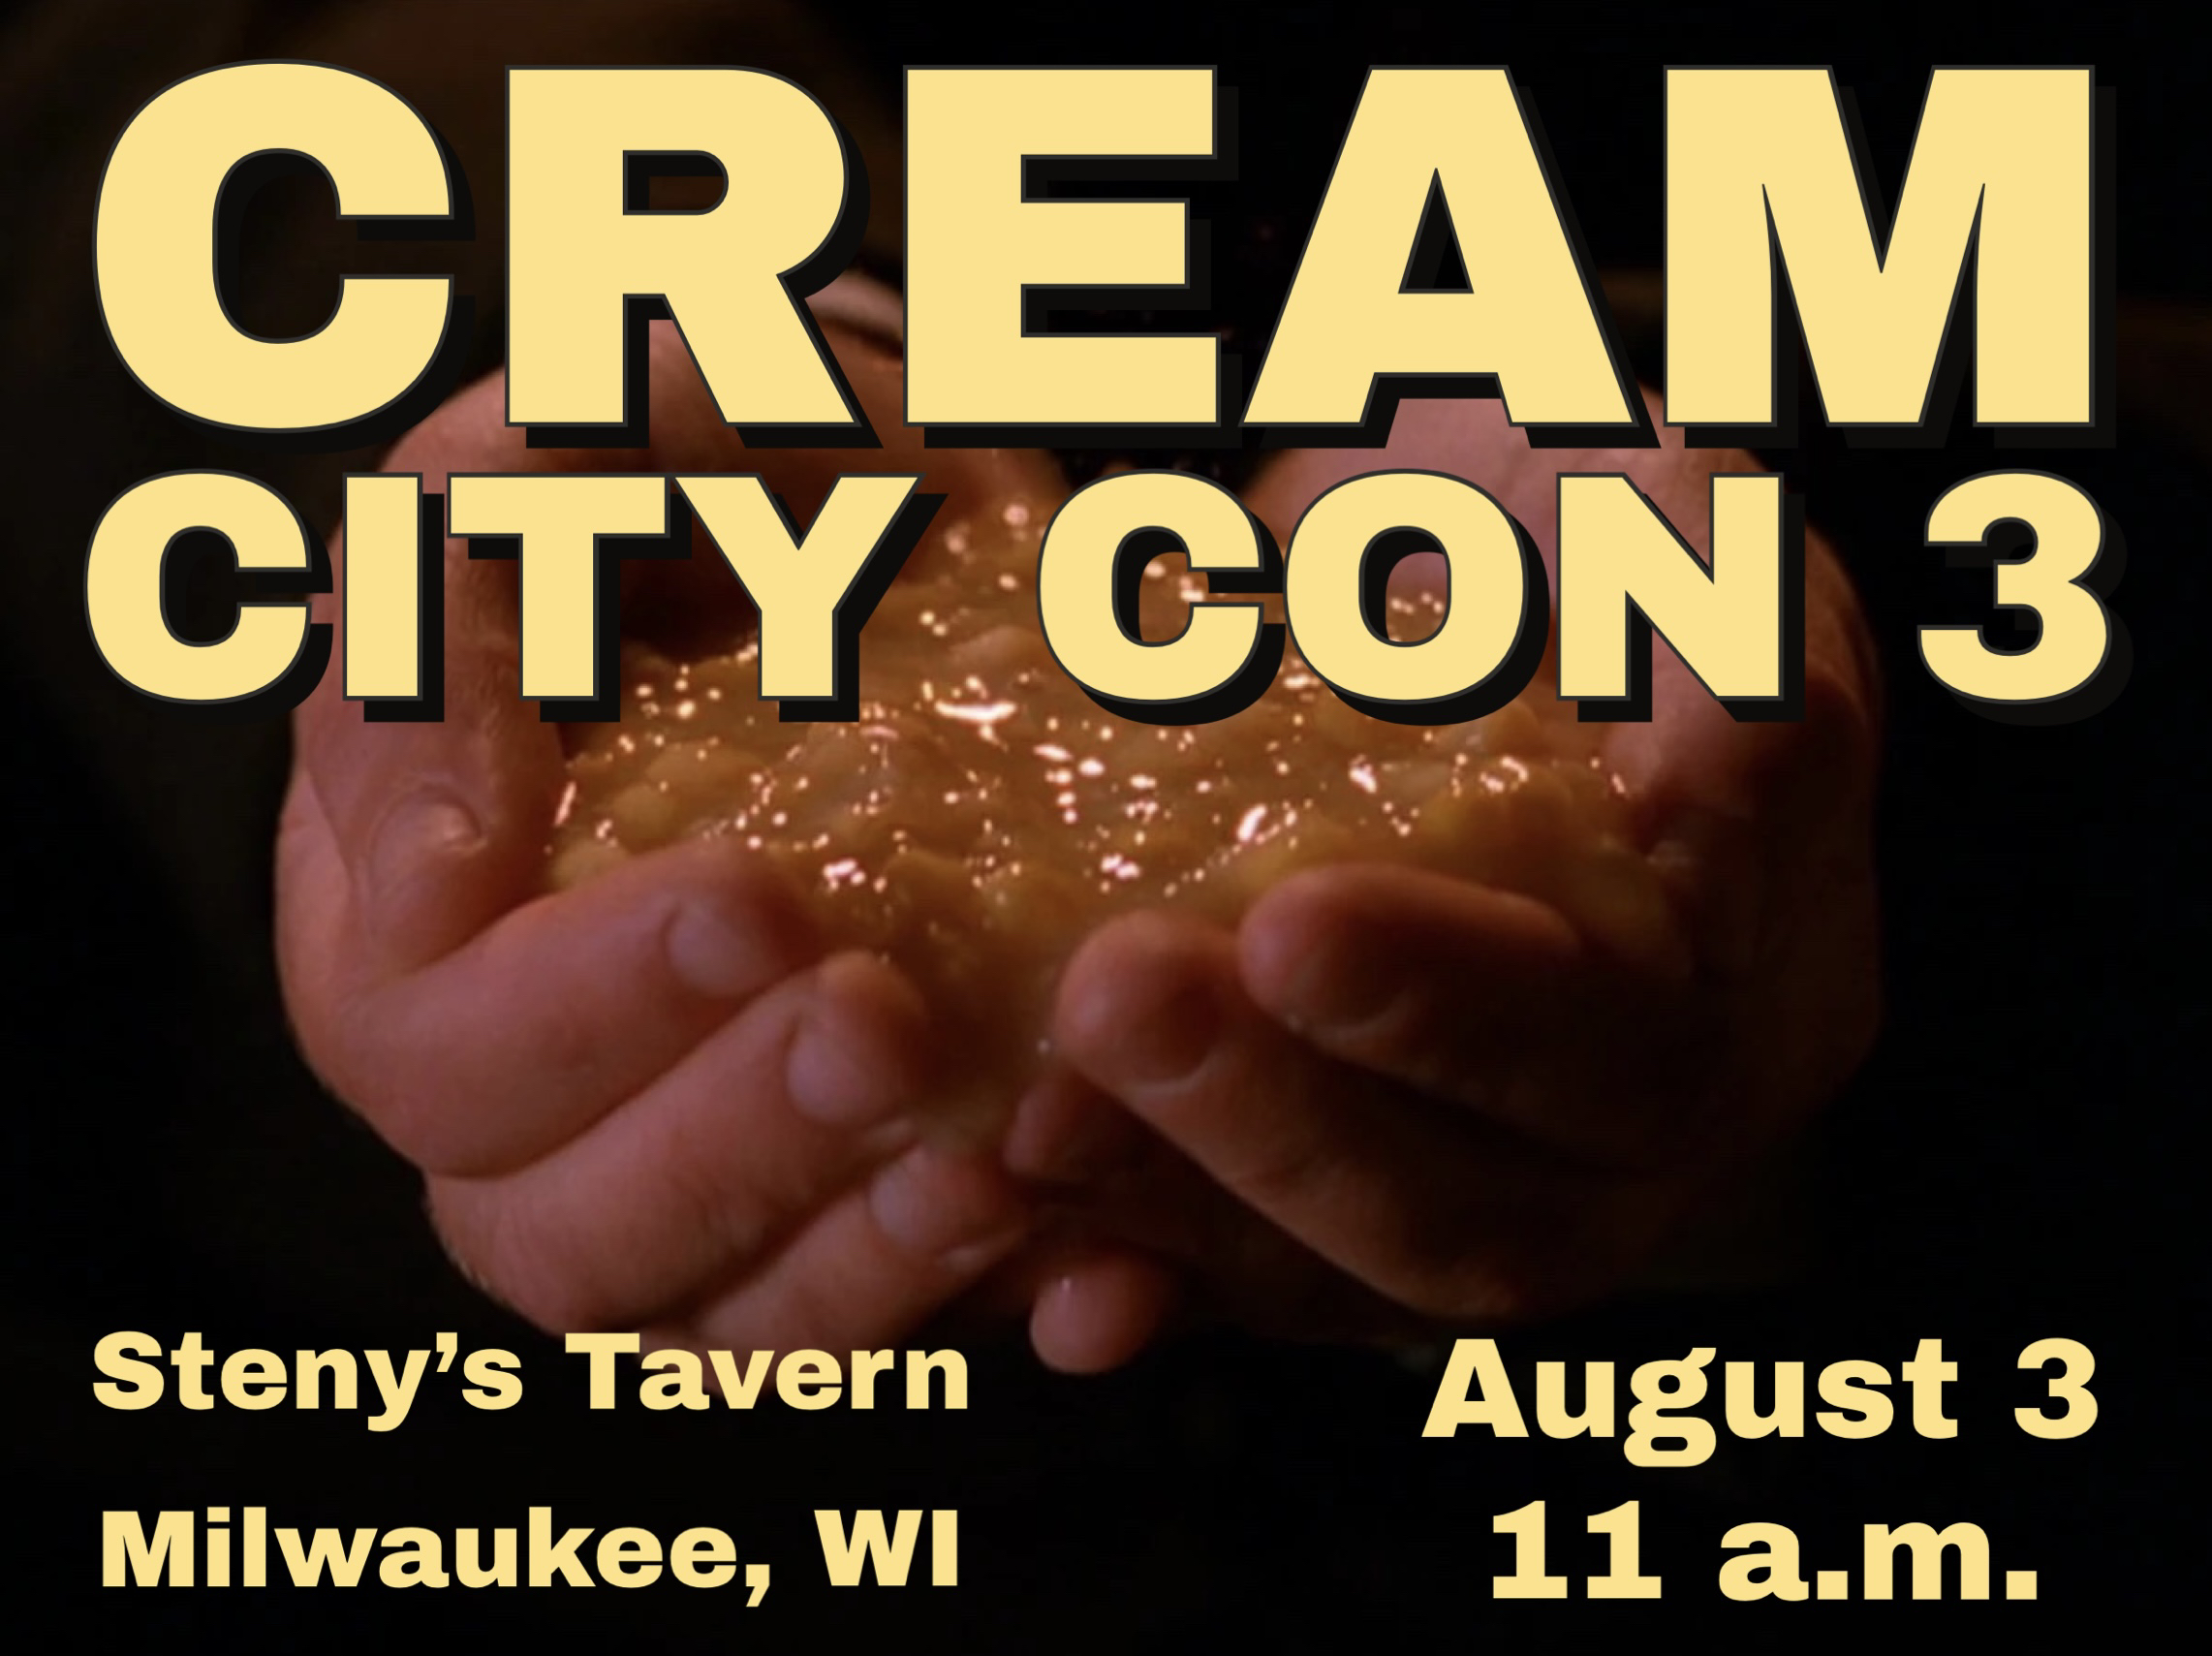 CREAM
CITY CON 3
Steny’s Tavern
Milwaukee, WI
August 3
11 a.m.